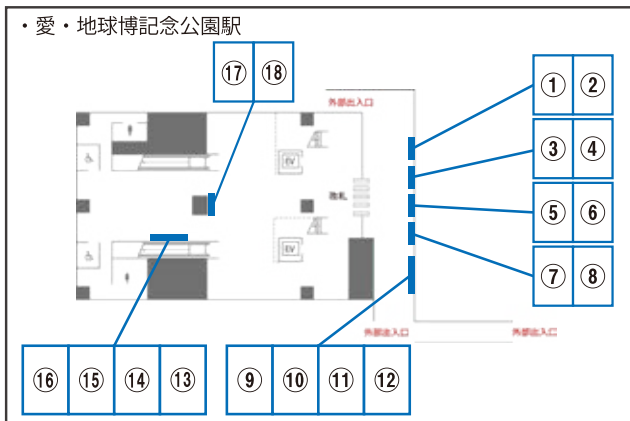 ・愛・地球博記念公園駅
⑰ ⑱
① ②
外部出入口
③ ④
EV
改札
⑤ ⑥
EV
⑦ ⑧
外部出入口 外部出入口
⑯ ⑮ ⑭ ⑬
⑨ ⑩ ⑪ ⑫